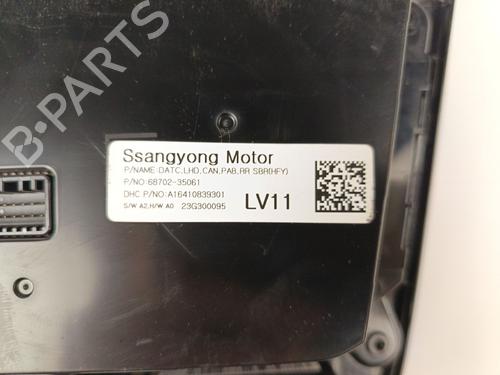 Ssangyong Motor
P/NAME:DATC,LHD,CAN,PAB,RR SBR(HFY)
P/NO:68702-35061
DHC P/NO:A16410839301
S/W A2,H/W A0 23G300095
LV11
B-PARTS